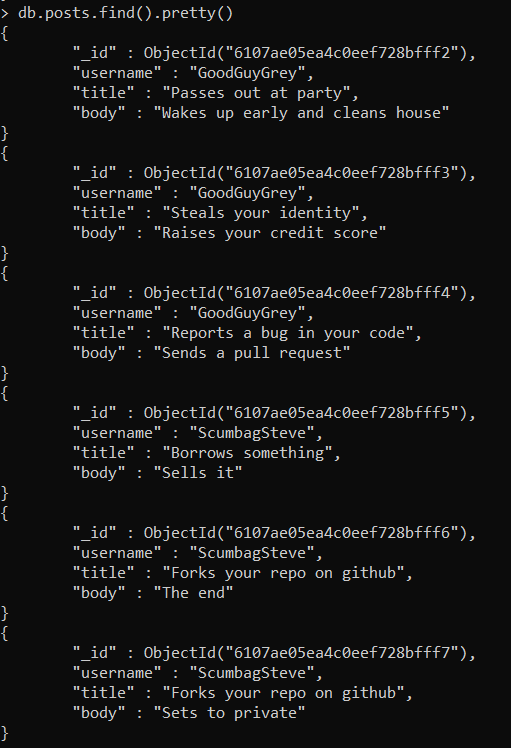 > db.posts.find().pretty()
{
"_id" : ObjectId("6107ae05ea4c0eef728bfff2"),
"username" : "GoodGuyGrey",
"title" : "Passes out at party",
"body" : "Wakes up early and cleans house"
}
{
"_id" : ObjectId("6107ae05ea4c0eef728bfff3"),
"username" : "GoodGuyGrey",
"title" : "Steals your identity",
"body" : "Raises your credit score"
}
{
"_id" : ObjectId("6107ae05ea4c0eef728bfff4"),
"username" : "GoodGuyGrey",
"title" : "Reports a bug in your code",
"body" : "Sends a pull request"
}
{
"_id" : ObjectId("6107ae05ea4c0eef728bfff5"),
"username" : "ScumbagSteve",
"title" : "Borrows something",
"body" : "Sells it"
}
{
"_id" : ObjectId("6107ae05ea4c0eef728bfff6"),
"username" : "ScumbagSteve",
"title" : "Forks your repo on github",
"body" : "The end"
}
{
"_id" : ObjectId("6107ae05ea4c0eef728bfff7"),
"username" : "ScumbagSteve",
"title" : "Forks your repo on github",
"body" : "Sets to private"
}